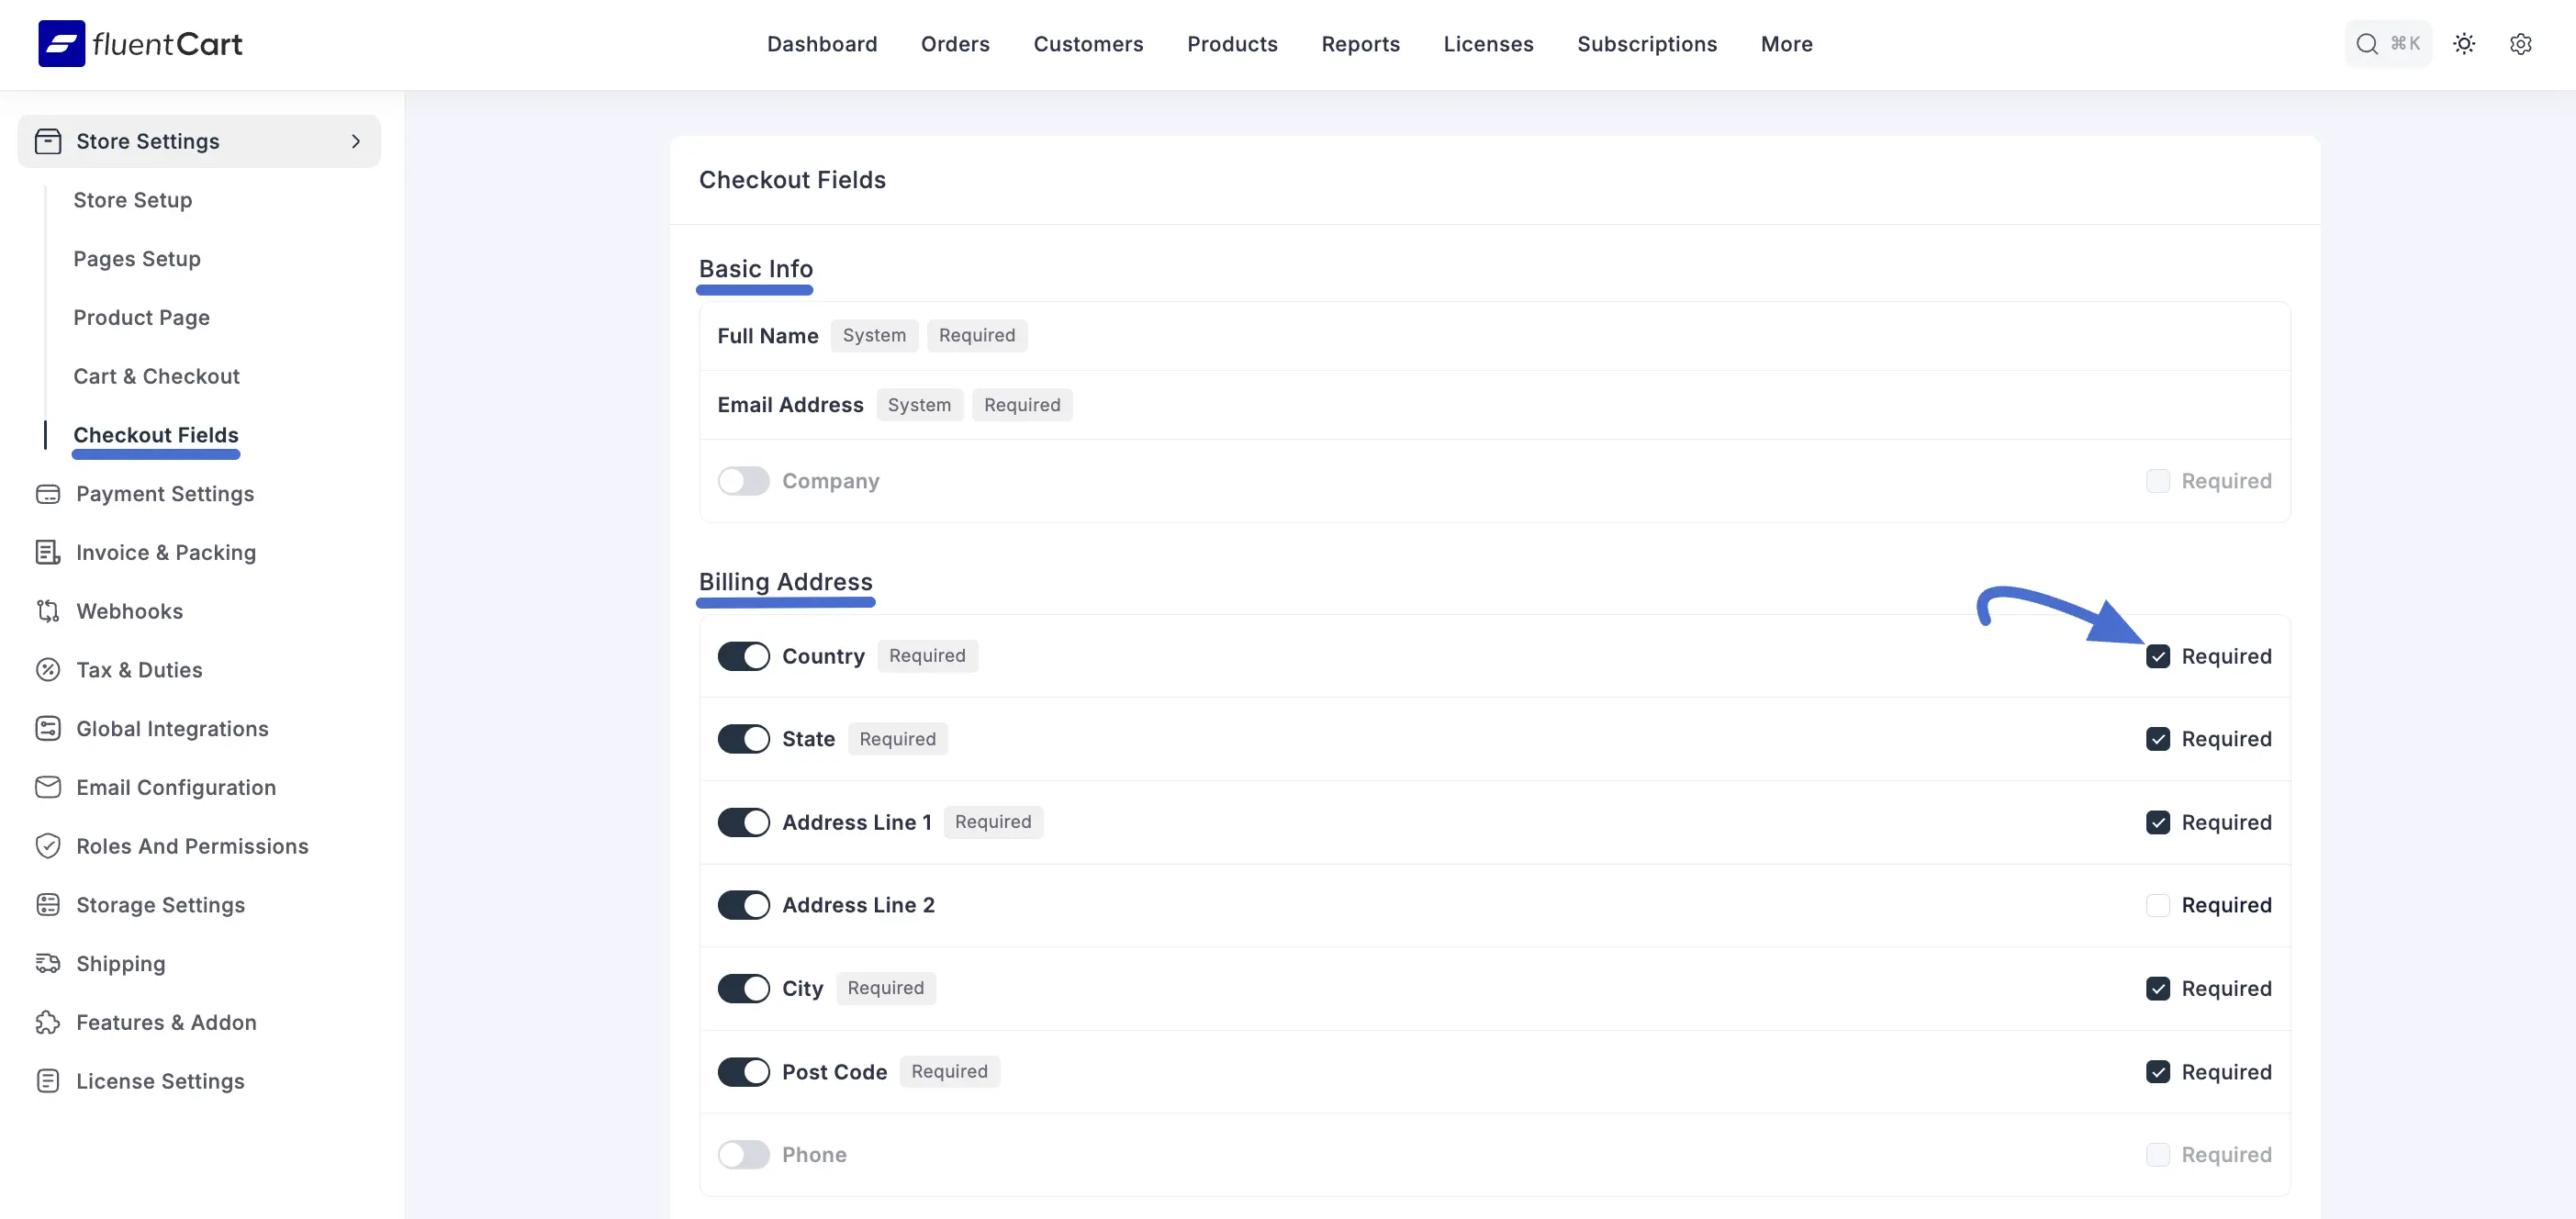 fluentCart
Dashboard
Orders
Customers
Products
Reports
Licenses
Subscriptions
More
⌘K
Store Settings
Store Setup
Pages Setup
Product Page
Cart & Checkout
Checkout Fields
Payment Settings
Invoice & Packing
Webhooks
Tax & Duties
Global Integrations
Email Configuration
Roles And Permissions
Storage Settings
Shipping
Features & Addon
License Settings
Checkout Fields
Basic Info
Full Name System Required
Email Address System Required
Company Required
Billing Address
Country Required Required
State Required Required
Address Line 1 Required Required
Address Line 2 Required
City Required Required
Post Code Required Required
Phone Required